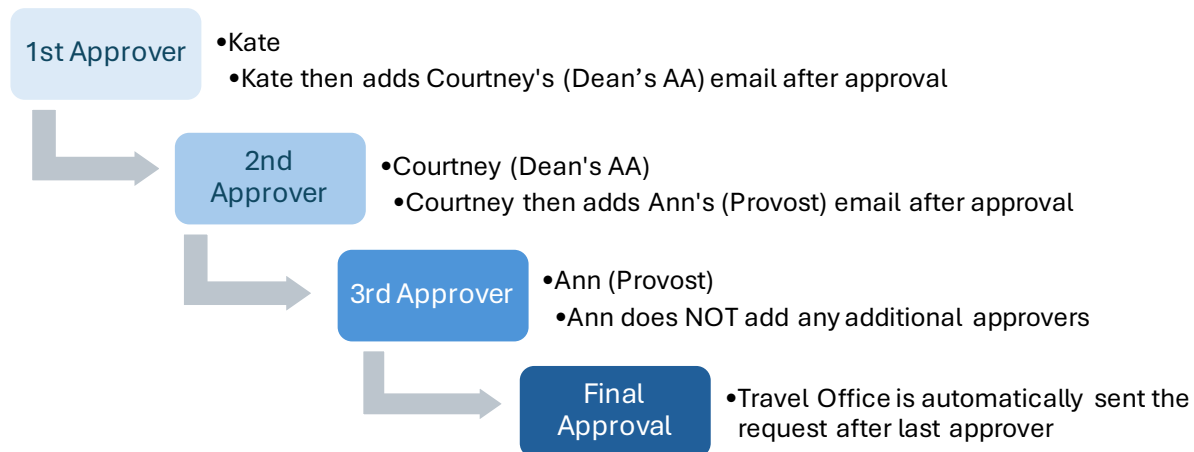 1st Approver
•Kate
•Kate then adds Courtney's (Dean’s AA) email after approval
2nd
Approver
•Courtney (Dean's AA)
•Courtney then adds Ann's (Provost) email after approval
3rd Approver
•Ann (Provost)
•Ann does NOT add any additional approvers
Final
Approval
•Travel Office is automatically sent the
request after last approver